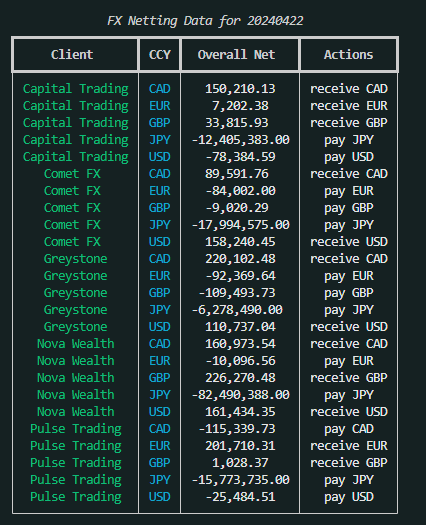 FX Netting Data for 20240422
Client CCY Overall Net Actions
Capital Trading CAD 150,210.13 receive CAD
Capital Trading EUR 7,202.38 receive EUR
Capital Trading GBP 33,815.93 receive GBP
Capital Trading JPY -12,405,383.00 pay JPY
Capital Trading USD -78,384.59 pay USD
Comet FX CAD 89,591.76 receive CAD
Comet FX EUR -84,002.00 pay EUR
Comet FX GBP -9,020.29 pay GBP
Comet FX JPY -17,994,575.00 pay JPY
Comet FX USD 158,240.45 receive USD
Greystone CAD 220,102.48 receive CAD
Greystone EUR -92,369.64 pay EUR
Greystone GBP -109,493.73 pay GBP
Greystone JPY -6,278,490.00 pay JPY
Greystone USD 110,737.04 receive USD
Nova Wealth CAD 160,973.54 receive CAD
Nova Wealth EUR -10,096.56 pay EUR
Nova Wealth GBP 226,270.48 receive GBP
Nova Wealth JPY -82,490,388.00 pay JPY
Nova Wealth USD 161,434.35 receive USD
Pulse Trading CAD -115,339.73 pay CAD
Pulse Trading EUR 201,710.31 receive EUR
Pulse Trading GBP 1,028.37 receive GBP
Pulse Trading JPY -15,773,735.00 pay JPY
Pulse Trading USD -25,484.51 pay USD